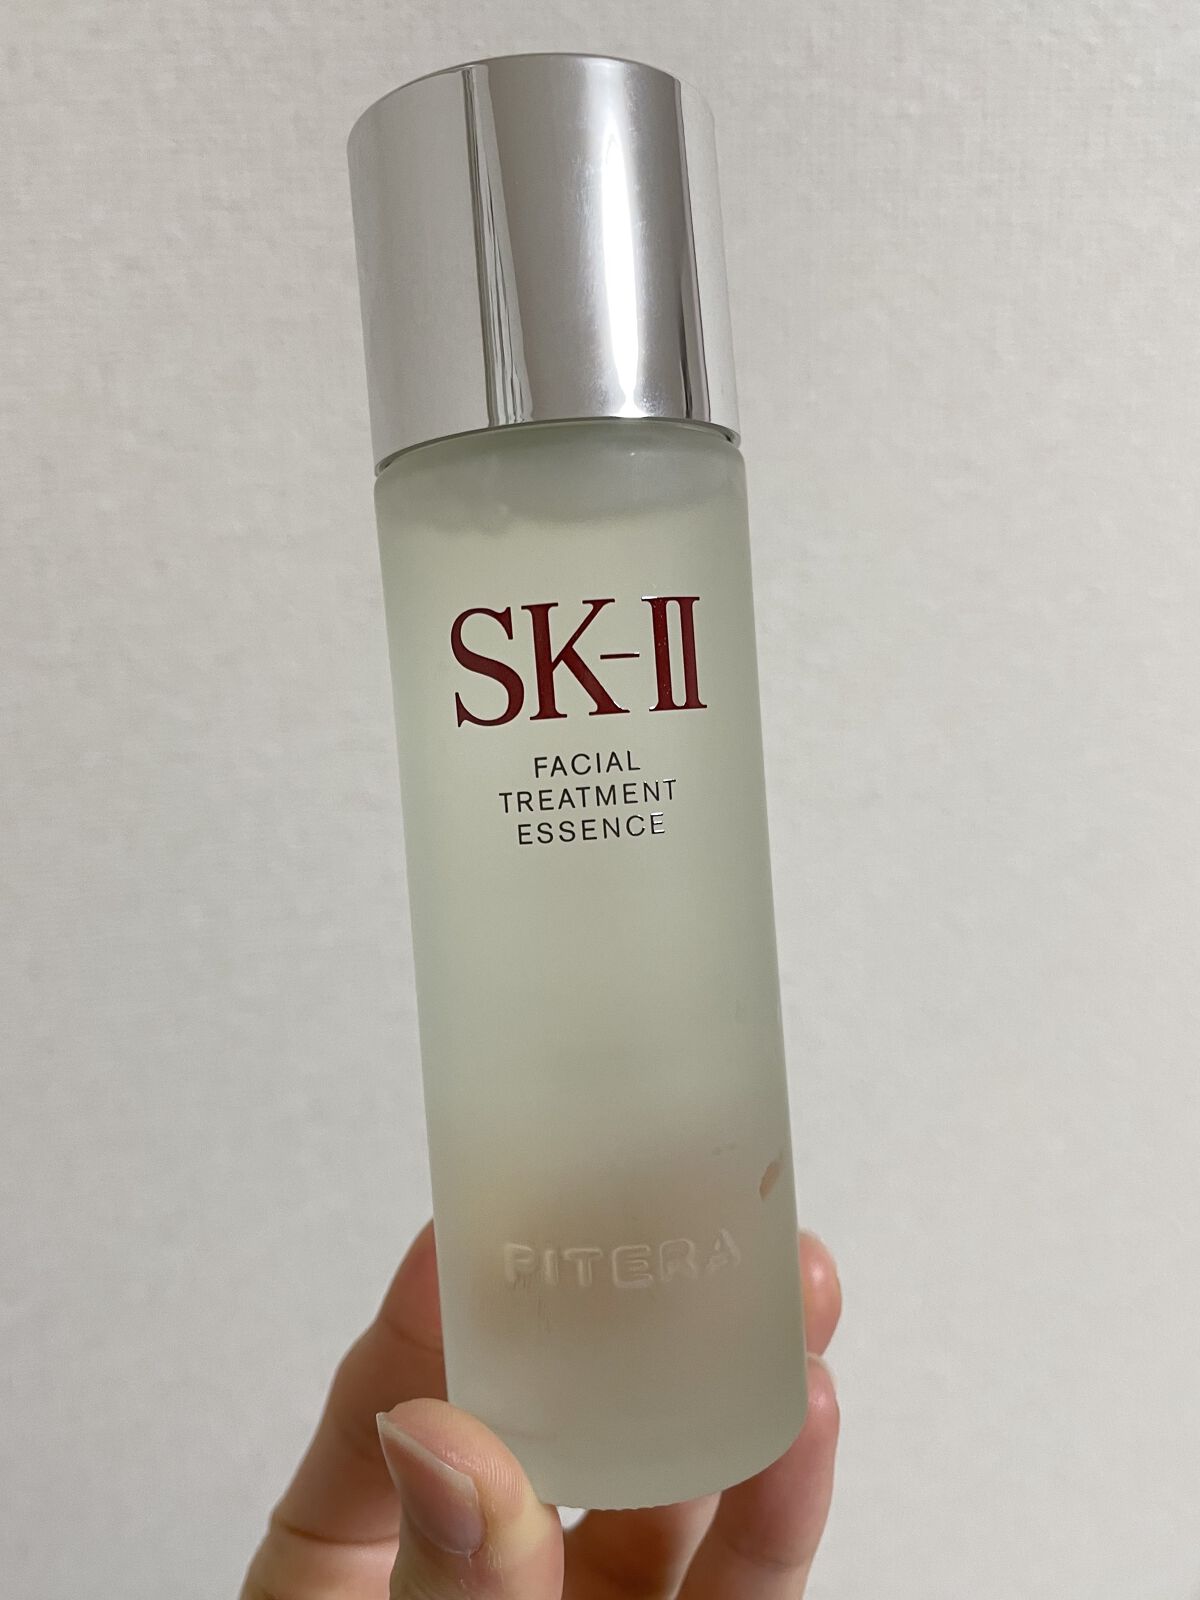 SK-II
FACIAL
TREATMENT
ESSENCE
PITERA